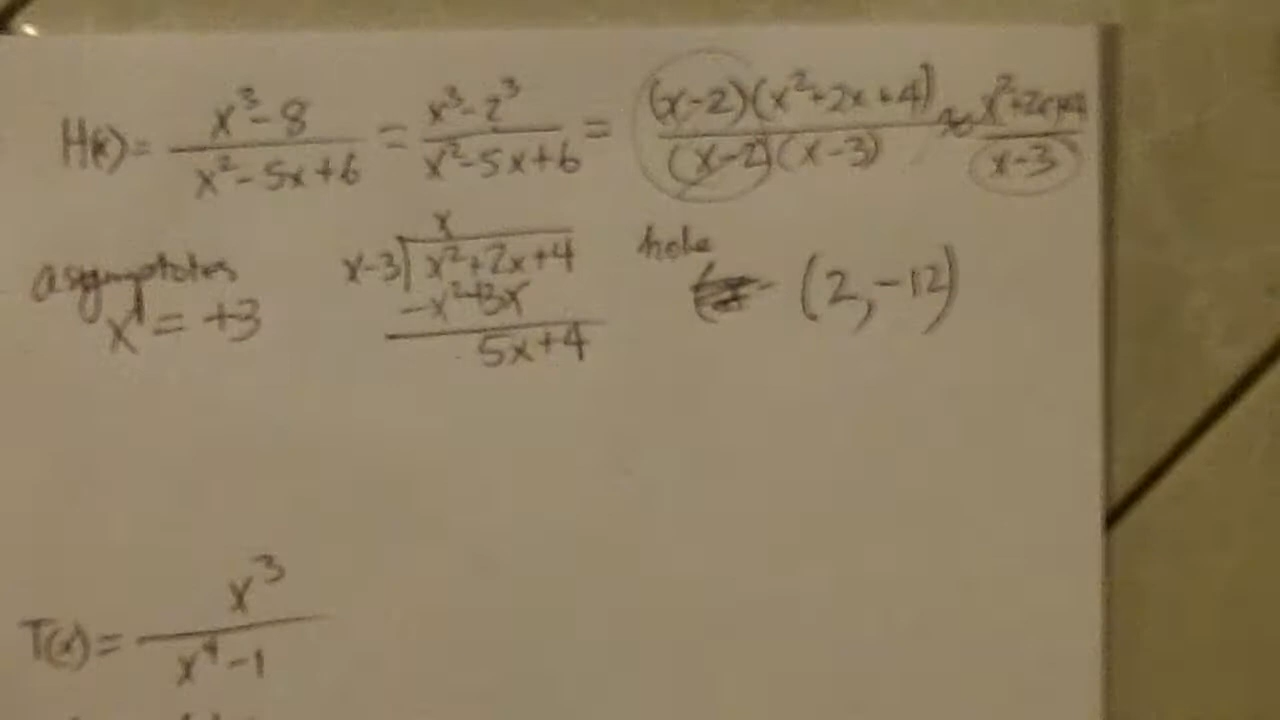 H(x) = x³-8 / x²-5x+6 = x³-2³ / x²-5x+6 = (x-2)(x²+2x+4) / (x-2)(x-3) ≈ x²+2x+4 / x-3
asymptotes
x = +3
x
x-3 ) x²+2x+4
-x²+3x
5x+4
hole
(2,-12)
T(x) = x³ / x⁴-1